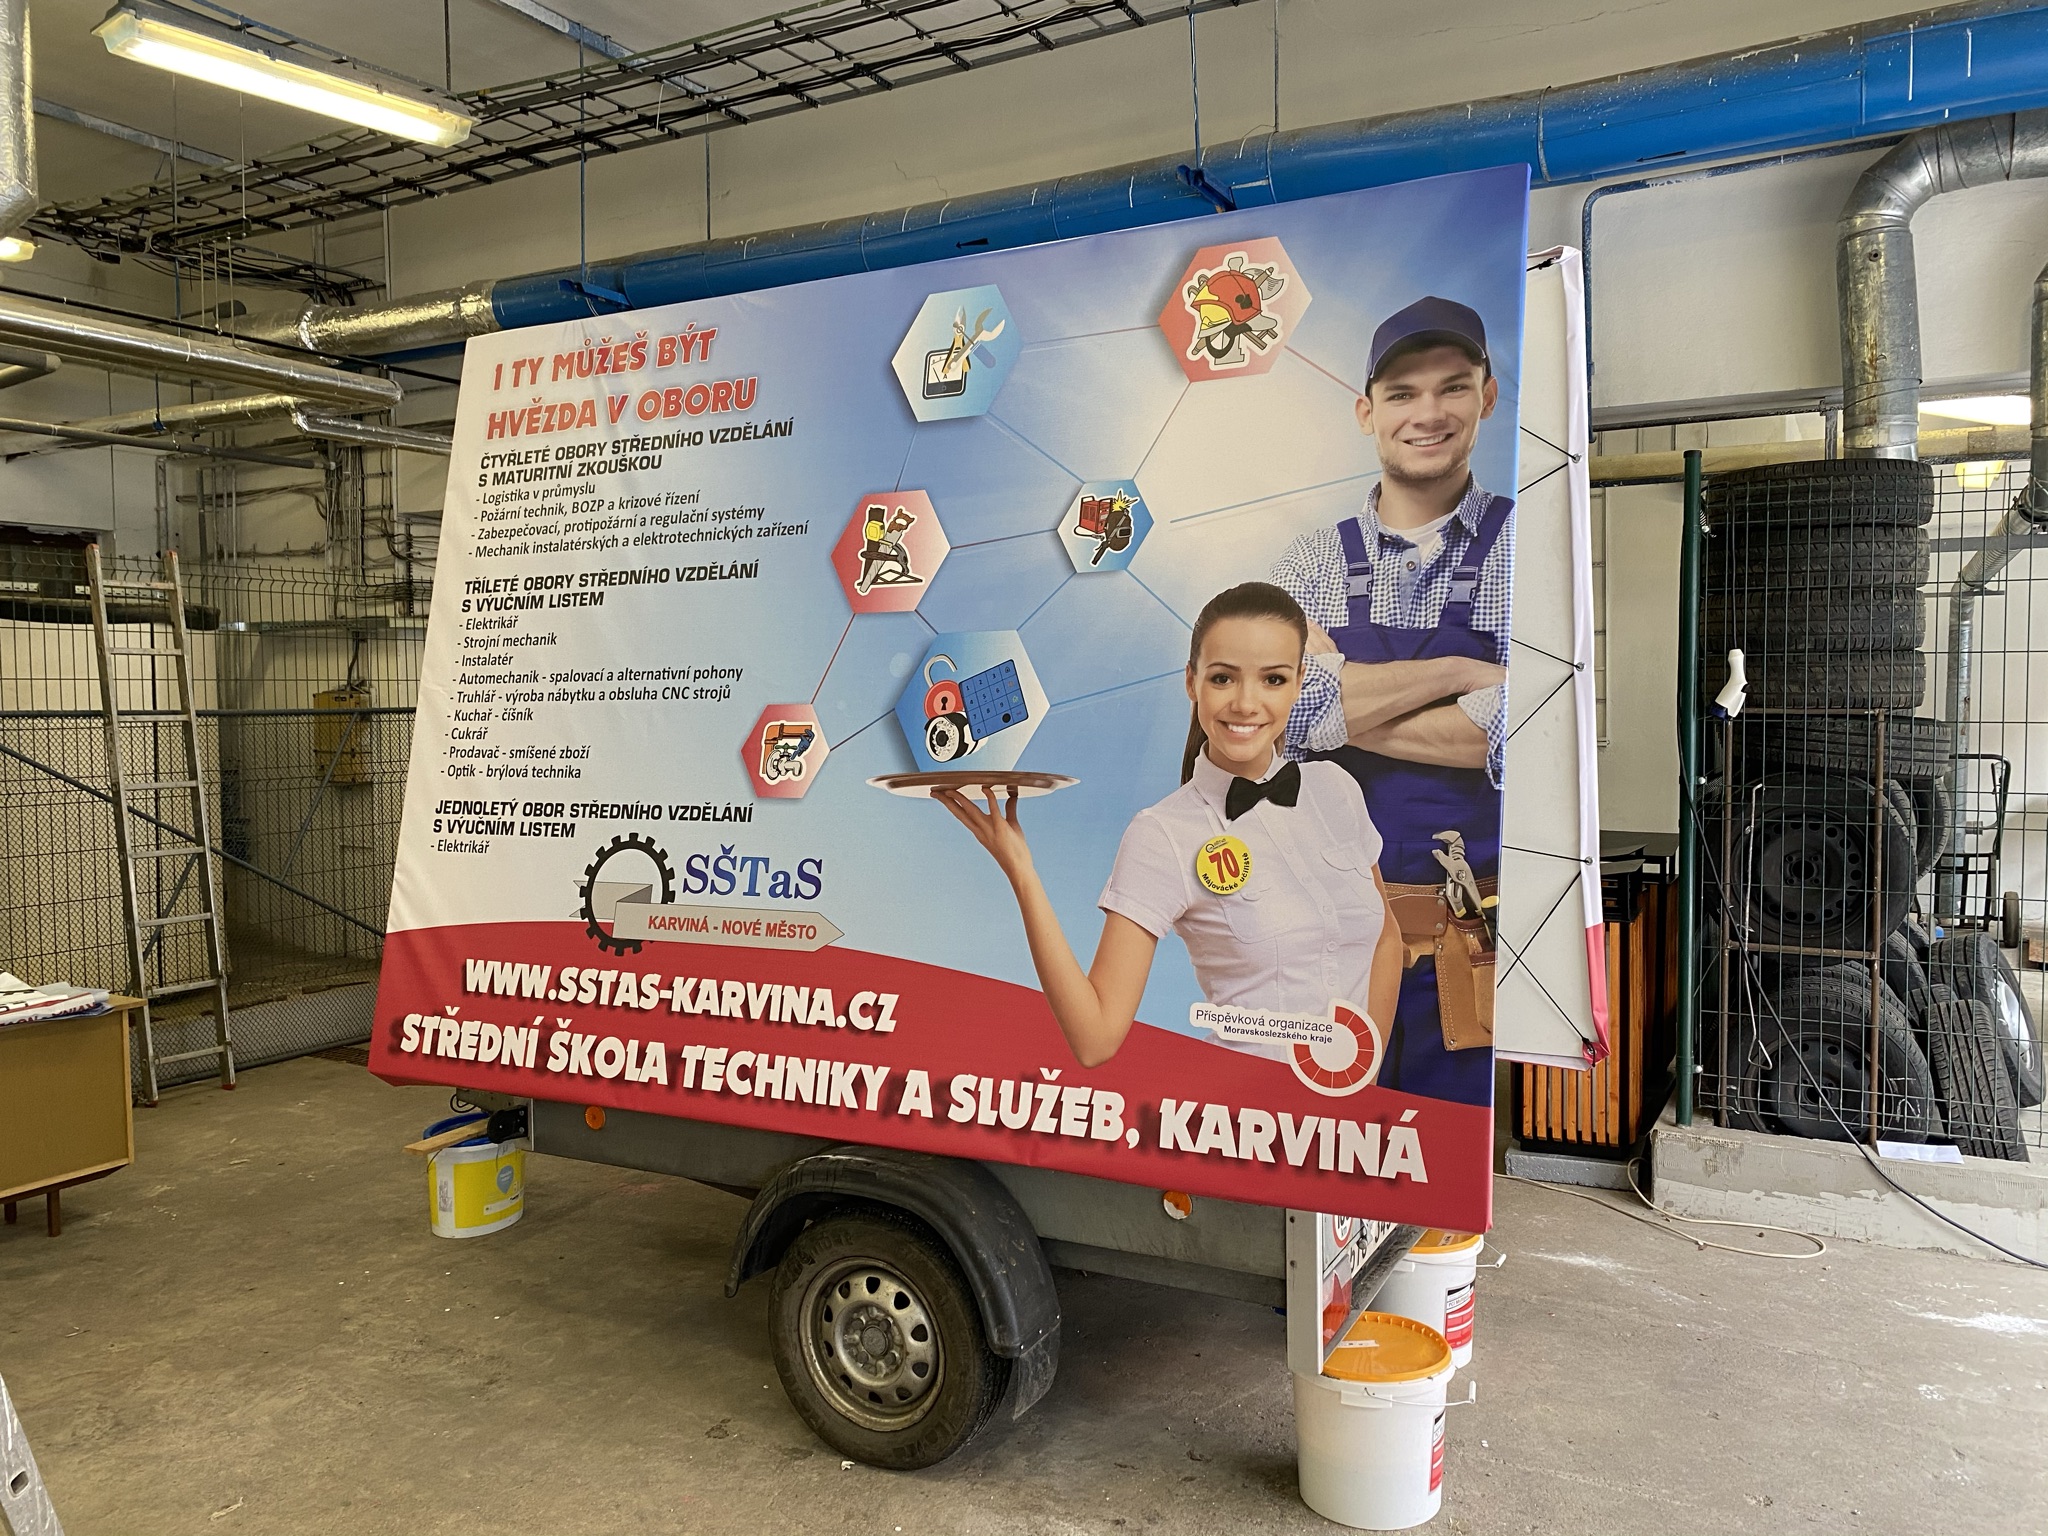 I TY MŮŽEŠ BÝT
HVĚZDA V OBORU
ČTYŘLETÉ OBORY STŘEDNÍHO VZDĚLÁNÍ
S MATURITNÍ ZKOUŠKOU
- Logistika v průmyslu
- Požární technik, BOZP a krizové řízení
- Zabezpečovací, protipožární a regulační systémy
- Mechanik instalatérských a elektrotechnických zařízení
TŘÍLETÉ OBORY STŘEDNÍHO VZDĚLÁNÍ
S VÝUČNÍM LISTEM
- Elektrikář
- Strojní mechanik
- Instalatér
- Automechanik - spalovací a alternativní pohony
- Truhlář - výroba nábytku a obsluha CNC strojů
- Kuchař - číšník
- Cukrář
- Prodavač - smíšené zboží
- Optik - brýlová technika
JEDNOLETÝ OBOR STŘEDNÍHO VZDĚLÁNÍ
S VÝUČNÍM LISTEM
- Elektrikář
SŠTaS
KARVINÁ - NOVÉ MĚSTO
70
Májovácké učiliště
Příspěvková organizace
Moravskoslezského kraje
WWW.SSTAS-KARVINA.CZ
STŘEDNÍ ŠKOLA TECHNIKY A SLUŽEB, KARVINÁ